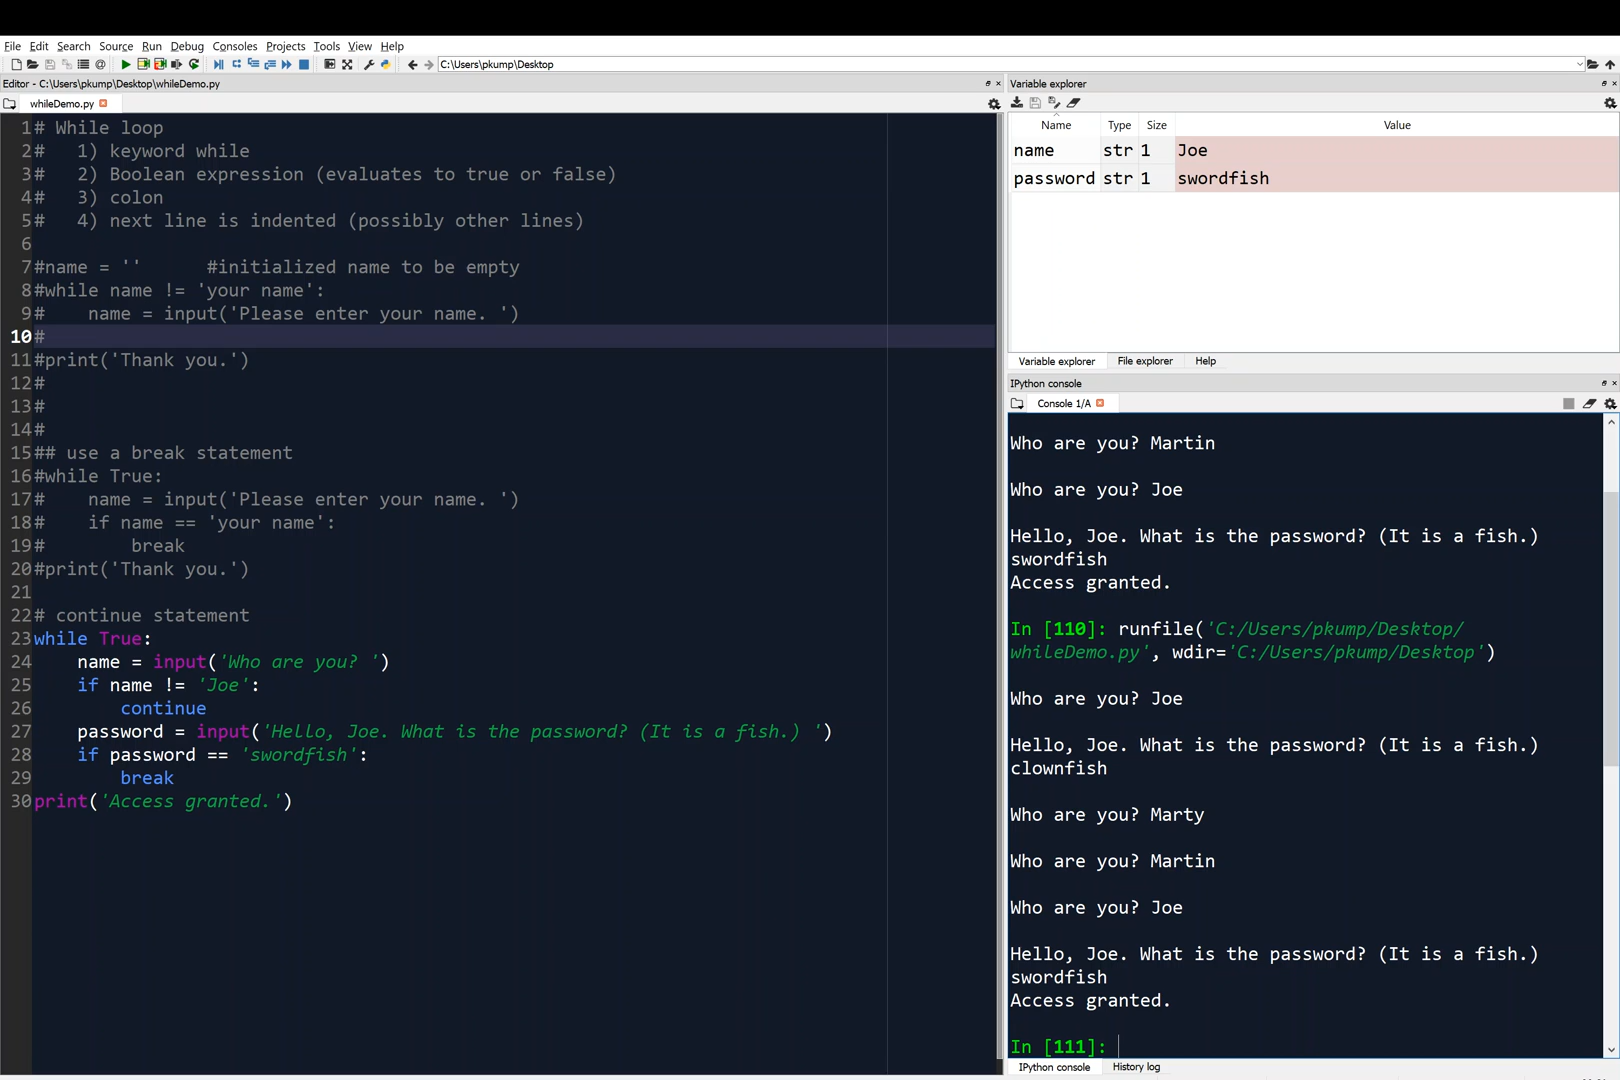 File Edit Search Source Run Debug Consoles Projects Tools View Help
C:\Users\pkump\Desktop
Editor - C:\Users\pkump\Desktop\whileDemo.py
whileDemo.py
1# While loop
2#   1) keyword while
3#   2) Boolean expression (evaluates to true or false)
4#   3) colon
5#   4) next line is indented (possibly other lines)
6
7#name = ''      #initialized name to be empty
8#while name != 'your name':
9#    name = input('Please enter your name. ')
10#
11#print('Thank you.')
12#
13#
14#
15## use a break statement
16#while True:
17#    name = input('Please enter your name. ')
18#    if name == 'your name':
19#        break
20#print('Thank you.')
21
22# continue statement
23while True:
24    name = input('Who are you? ')
25    if name != 'Joe':
26        continue
27    password = input('Hello, Joe. What is the password? (It is a fish.) ')
28    if password == 'swordfish':
29        break
30print('Access granted.')
Variable explorer
Name Type Size Value
name str 1 Joe
password str 1 swordfish
Variable explorer File explorer Help
IPython console
Console 1/A
Who are you? Martin
Who are you? Joe
Hello, Joe. What is the password? (It is a fish.)
swordfish
Access granted.
In [110]: runfile('C:/Users/pkump/Desktop/
whileDemo.py', wdir='C:/Users/pkump/Desktop')
Who are you? Joe
Hello, Joe. What is the password? (It is a fish.)
clownfish
Who are you? Marty
Who are you? Martin
Who are you? Joe
Hello, Joe. What is the password? (It is a fish.)
swordfish
Access granted.
In [111]:
IPython console History log